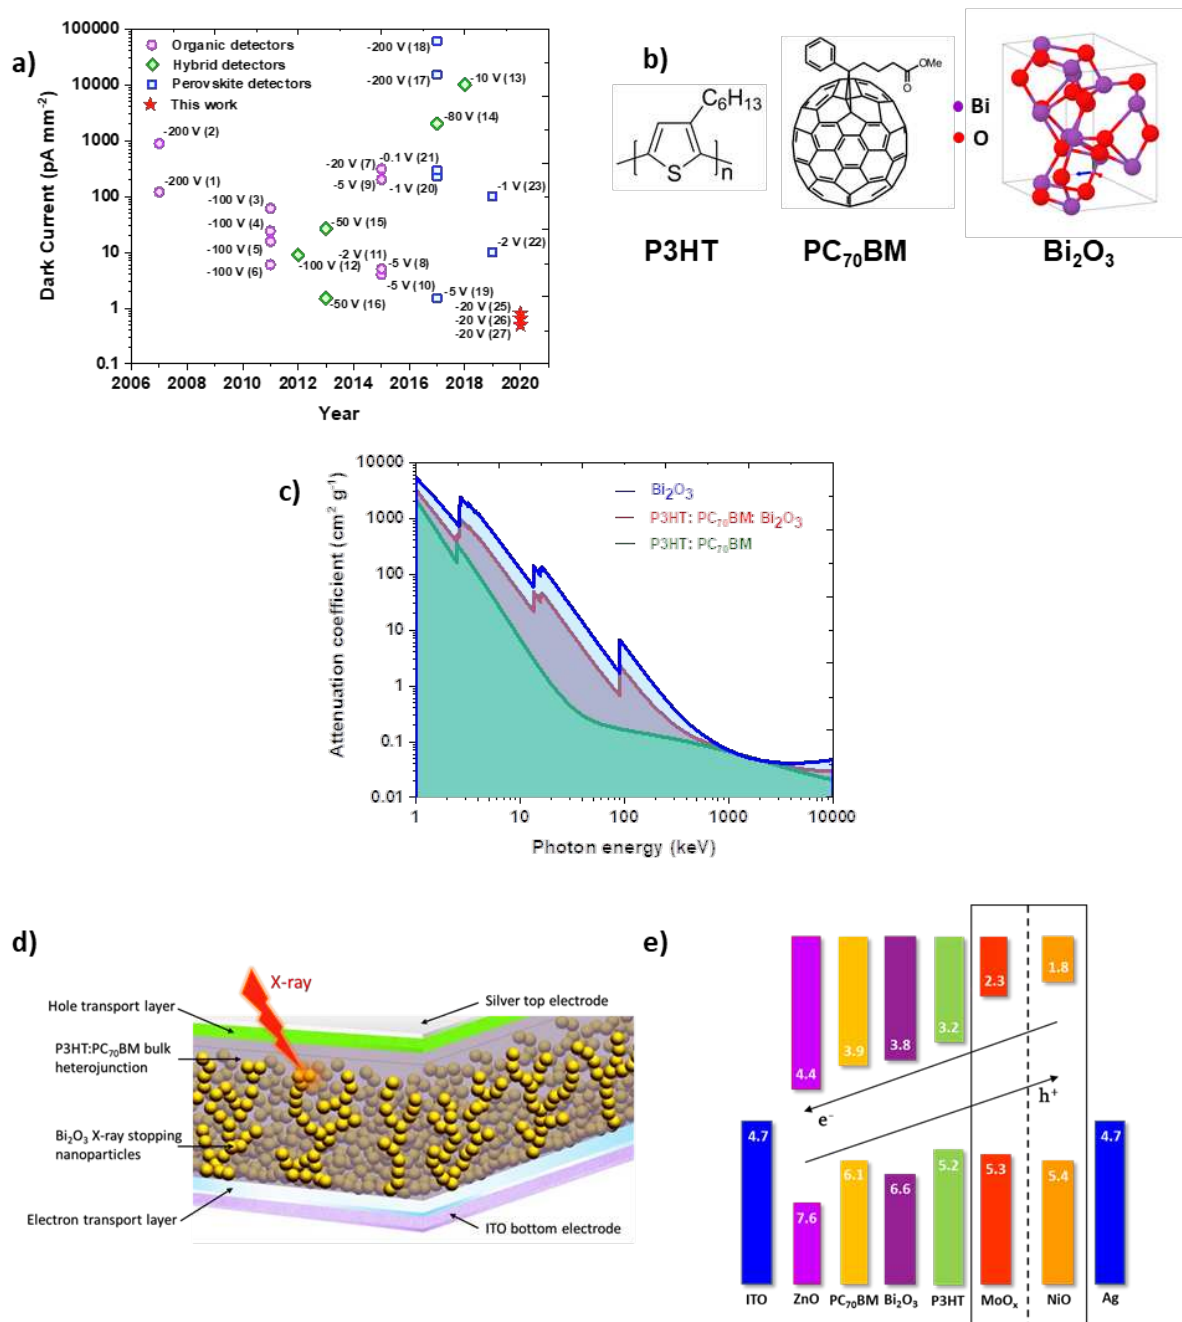 a)
Dark Current (pA mm⁻²)
100000
10000
1000
100
10
1
0.1
2006 2008 2010 2012 2014 2016 2018 2020
Year
Organic detectors
Hybrid detectors
Perovskite detectors
This work
-200 V (18)
-200 V (17)
-10 V (13)
-80 V (14)
-200 V (2)
-200 V (1)
-20 V (7)
-0.1 V (21)
-5 V (9)
-1 V (20)
-1 V (23)
-100 V (3)
-100 V (4)
-100 V (5)
-100 V (6)
-50 V (15)
-2 V (11)
-100 V (12)
-50 V (16)
-5 V (8)
-5 V (10)
-5 V (19)
-2 V (22)
-20 V (25)
-20 V (26)
-20 V (27)
b)
C₆H₁₃
S
n
P3HT
OMe
O
PC₇₀BM
Bi
O
Bi₂O₃
c)
Attenuation coefficient (cm² g⁻¹)
10000
1000
100
10
1
0.1
0.01
1 10 100 1000 10000
Photon energy (keV)
Bi₂O₃
P3HT: PC₇₀BM: Bi₂O₃
P3HT: PC₇₀BM
d)
X-ray
Hole transport layer
Silver top electrode
P3HT:PC₇₀BM bulk
heterojunction
Bi₂O₃ X-ray stopping
nanoparticles
Electron transport layer
ITO bottom electrode
e)
4.4
3.9
3.8
3.2
2.3
1.8
e⁻
h⁺
4.7
7.6
6.1
6.6
5.2
5.3
5.4
4.7
ITO ZnO PC₇₀BM Bi₂O₃ P3HT MoOₓ NiO Ag